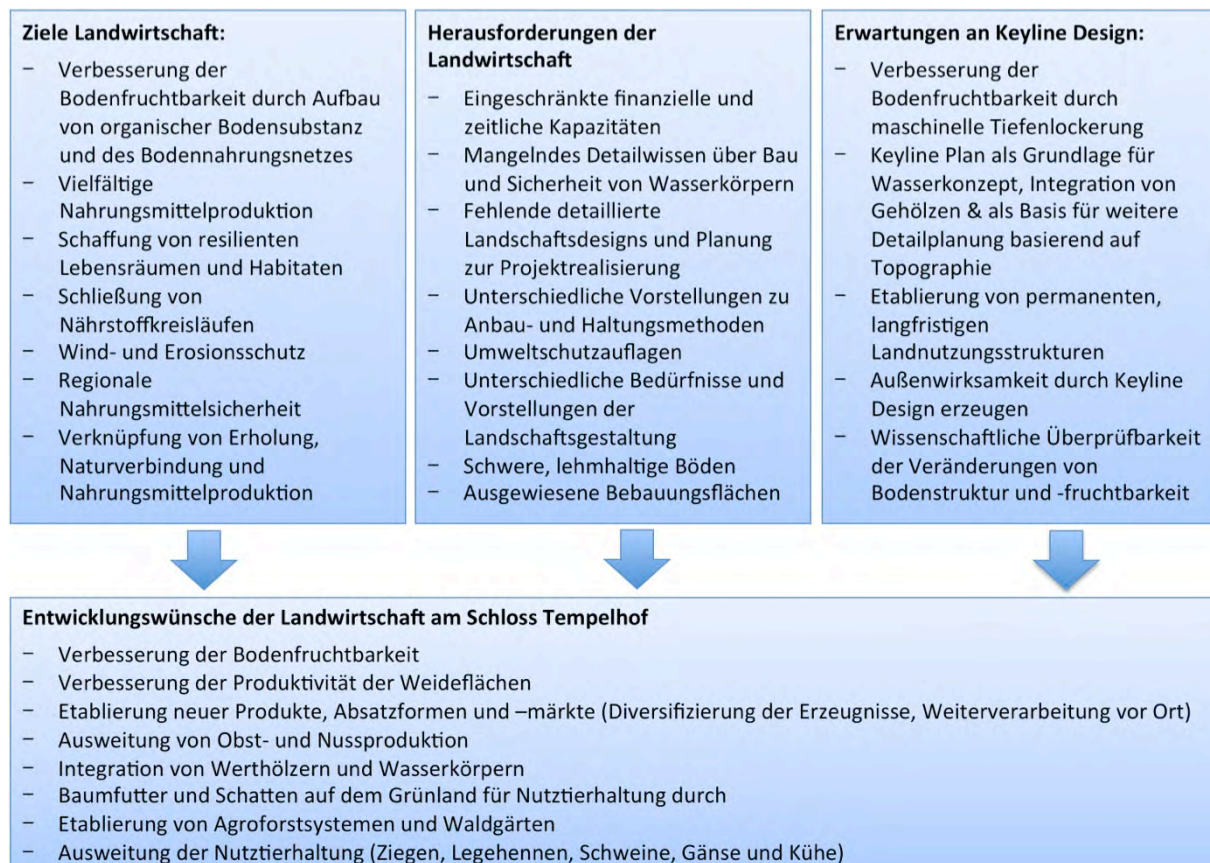 Ziele Landwirtschaft:
– Verbesserung der
Bodenfruchtbarkeit durch Aufbau
von organischer Bodensubstanz
und des Bodennahrungsnetzes
– Vielfältige
Nahrungsmittelproduktion
– Schaffung von resilienten
Lebensräumen und Habitaten
– Schließung von
Nährstoffkreisläufen
– Wind- und Erosionsschutz
– Regionale
Nahrungsmittelsicherheit
– Verknüpfung von Erholung,
Naturverbindung und
Nahrungsmittelproduktion
Herausforderungen der
Landwirtschaft
– Eingeschränkte finanzielle und
zeitliche Kapazitäten
– Mangelndes Detailwissen über Bau
und Sicherheit von Wasserkörpern
– Fehlende detaillierte
Landschaftsdesigns und Planung
zur Projektrealisierung
– Unterschiedliche Vorstellungen zu
Anbau- und Haltungsmethoden
– Umweltschutzauflagen
– Unterschiedliche Bedürfnisse und
Vorstellungen der
Landschaftsgestaltung
– Schwere, lehmhaltige Böden
– Ausgewiesene Bebauungsflächen
Erwartungen an Keyline Design:
– Verbesserung der
Bodenfruchtbarkeit durch
maschinelle Tiefenlockerung
– Keyline Plan als Grundlage für
Wasserkonzept, Integration von
Gehölzen & als Basis für weitere
Detailplanung basierend auf
Topographie
– Etablierung von permanenten,
langfristigen
Landnutzungsstrukturen
– Außenwirksamkeit durch Keyline
Design erzeugen
– Wissenschaftliche Überprüfbarkeit
der Veränderungen von
Bodenstruktur und -fruchtbarkeit
Entwicklungswünsche der Landwirtschaft am Schloss Tempelhof
– Verbesserung der Bodenfruchtbarkeit
– Verbesserung der Produktivität der Weideflächen
– Etablierung neuer Produkte, Absatzformen und –märkte (Diversifizierung der Erzeugnisse, Weiterverarbeitung vor Ort)
– Ausweitung von Obst- und Nussproduktion
– Integration von Werthölzern und Wasserkörpern
– Baumfutter und Schatten auf dem Grünland für Nutztierhaltung durch
– Etablierung von Agroforstsystemen und Waldgärten
– Ausweitung der Nutztierhaltung (Ziegen, Legehennen, Schweine, Gänse und Kühe)